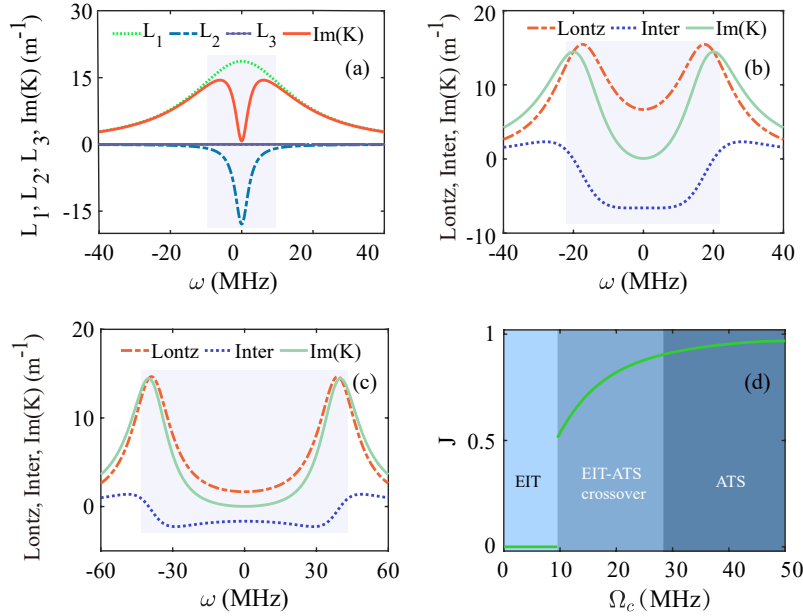 L₁ L₂ L₃ Im(K)
(a)
L₁, L₂, L₃, Im(K) (m⁻¹)
30
15
0
-15
-40 -20 0 20 40
ω (MHz)
Lontz Inter Im(K)
(b)
Lontz, Inter, Im(K) (m⁻¹)
20
10
0
-10
-40 -20 0 20 40
ω (MHz)
Lontz Inter Im(K)
(c)
Lontz, Inter, Im(K) (m⁻¹)
20
10
0
-60 -30 0 30 60
ω (MHz)
(d)
J
1
0.5
0
EIT
EIT-ATS
crossover
ATS
0 10 20 30 40 50
Ω_c (MHz)